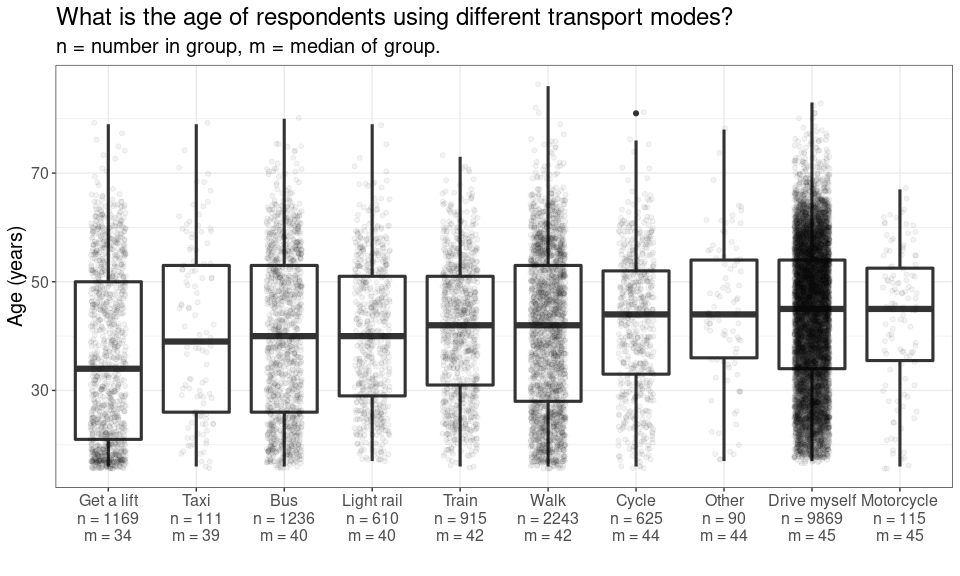 What is the age of respondents using different transport modes?
n = number in group, m = median of group.
Age (years)
70
50
30
Get a lift
n = 1169
m = 34
Taxi
n = 111
m = 39
Bus
n = 1236
m = 40
Light rail
n = 610
m = 40
Train
n = 915
m = 42
Walk
n = 2243
m = 42
Cycle
n = 625
m = 44
Other
n = 90
m = 44
Drive myself
n = 9869
m = 45
Motorcycle
n = 115
m = 45